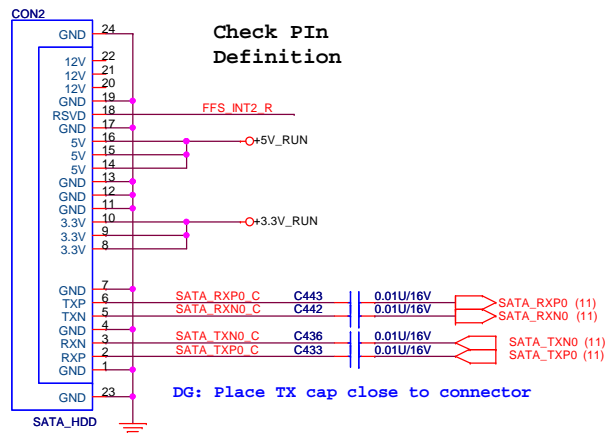 CON2
Check PIn
Definition
GND 24
12V 22
12V 21
12V 20
GND 19
RSVD 18 FFS_INT2_R
GND 17
5V 16 +5V_RUN
5V 15
5V 14
GND 13
GND 12
GND 11
3.3V 10 +3.3V_RUN
3.3V 9
3.3V 8
GND 7
TXP 6 SATA_RXP0_C C443 0.01U/16V SATA_RXP0 (11)
TXN 5 SATA_RXN0_C C442 0.01U/16V SATA_RXN0 (11)
GND 4
RXN 3 SATA_TXN0_C C436 0.01U/16V SATA_TXN0 (11)
RXP 2 SATA_TXP0_C C433 0.01U/16V SATA_TXP0 (11)
GND 1
GND 23
DG: Place TX cap close to connector
SATA_HDD